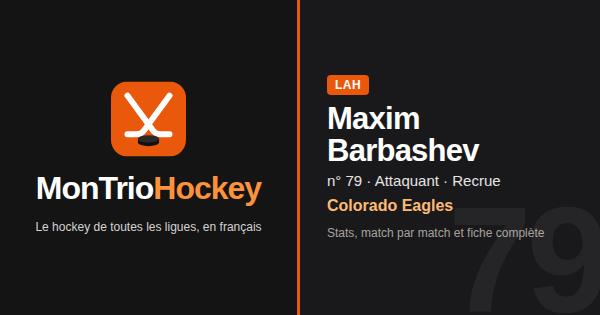 MonTrioHockey
Le hockey de toutes les ligues, en français
LAH
Maxim
Barbashev
n° 79 · Attaquant · Recrue
Colorado Eagles
Stats, match par match et fiche complète
79